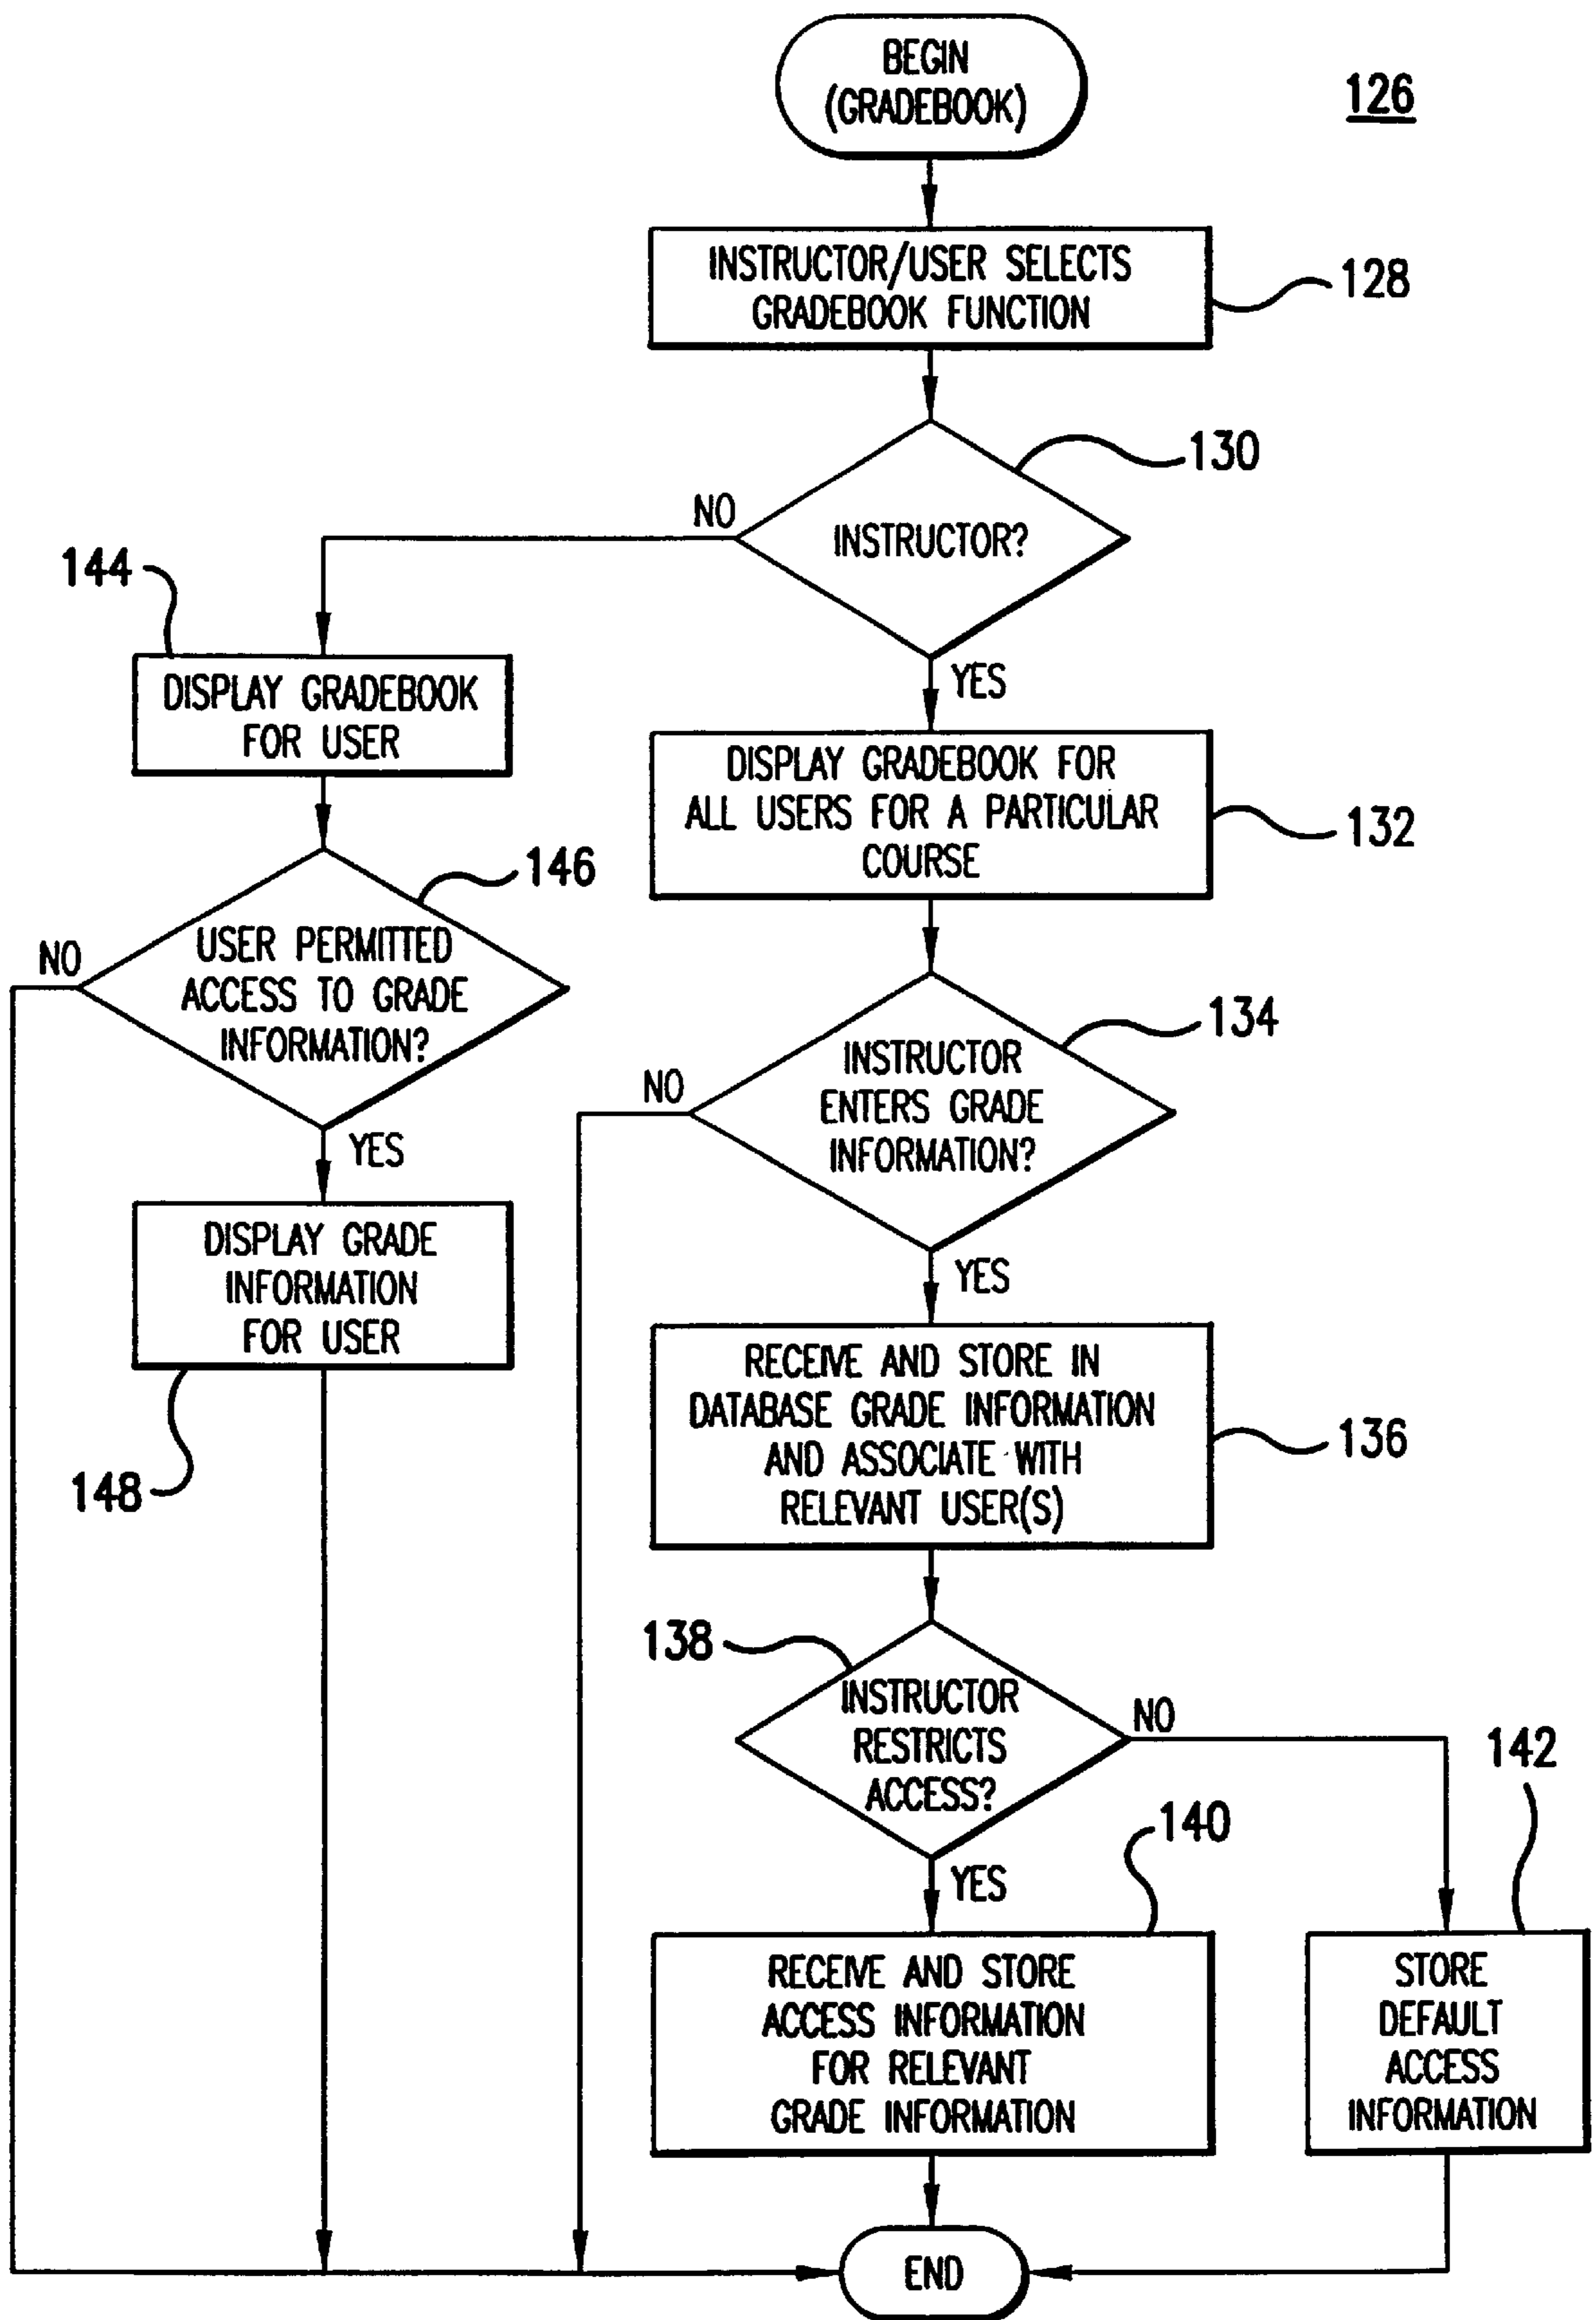 BEGIN
(GRADEBOOK)
126
INSTRUCTOR/USER SELECTS
GRADEBOOK FUNCTION
128
130
INSTRUCTOR?
NO
YES
144
DISPLAY GRADEBOOK
FOR USER
DISPLAY GRADEBOOK FOR
ALL USERS FOR A PARTICULAR
COURSE
132
146
USER PERMITTED
ACCESS TO GRADE
INFORMATION?
NO
YES
134
INSTRUCTOR
ENTERS GRADE
INFORMATION?
NO
YES
DISPLAY GRADE
INFORMATION
FOR USER
148
RECEIVE AND STORE IN
DATABASE GRADE INFORMATION
AND ASSOCIATE WITH
RELEVANT USER(S)
136
138
INSTRUCTOR
RESTRICTS
ACCESS?
NO
YES
142
140
RECEIVE AND STORE
ACCESS INFORMATION
FOR RELEVANT
GRADE INFORMATION
STORE
DEFAULT
ACCESS
INFORMATION
END